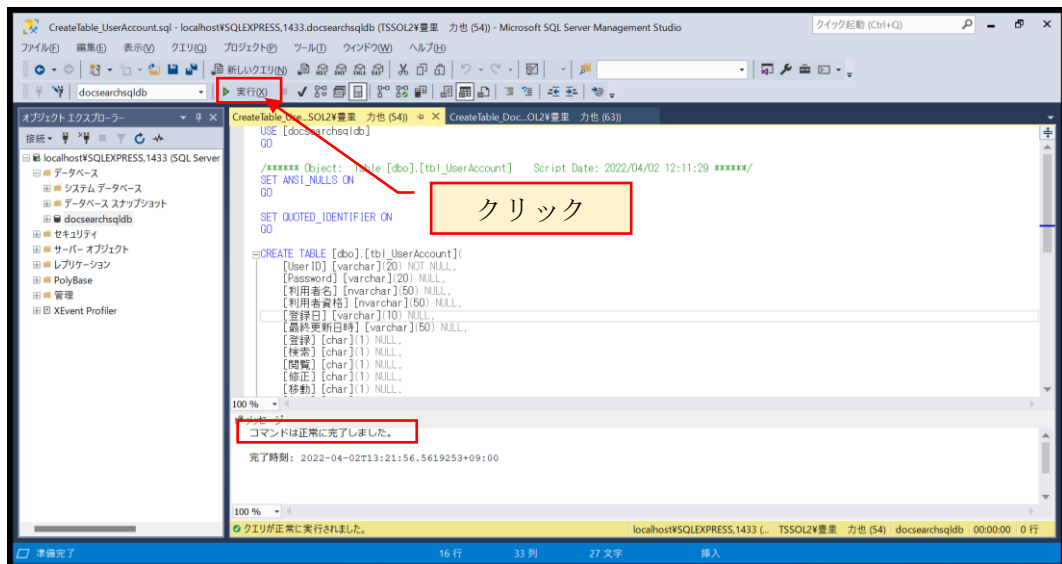 CreateTable_UserAccount.sql - localhost¥SQLEXPRESS,1433.docsearchsqldb (TSSOL2¥豊里　力也 (54)) - Microsoft SQL Server Management Studio
クイック起動 (Ctrl+Q)
ファイル(F) 編集(E) 表示(V) クエリ(Q) プロジェクト(P) ツール(T) ウィンドウ(W) ヘルプ(H)
新しいクエリ(N)
docsearchsqldb 実行(X)
オブジェクト エクスプローラー
接続
localhost¥SQLEXPRESS,1433 (SQL Server
データベース
システム データベース
データベース スナップショット
docsearchsqldb
セキュリティ
サーバー オブジェクト
レプリケーション
PolyBase
管理
XEvent Profiler
CreateTable_Use...SOL2¥豊里　力也 (54)) CreateTable_Doc...OL2¥豊里　力也 (63))
USE [docsearchsqldb]
GO
/****** Object: Table [dbo].[tbl_UserAccount] Script Date: 2022/04/02 12:11:29 ******/
SET ANSI_NULLS ON
GO
クリック
SET QUOTED_IDENTIFIER ON
GO
CREATE TABLE [dbo].[tbl_UserAccount](
[UserID] [varchar](20) NOT NULL,
[Password] [varchar](20) NULL,
[利用者名] [nvarchar](50) NULL,
[利用者資格] [nvarchar](50) NULL,
[登録日] [varchar](10) NULL,
[最終更新日時] [varchar](50) NULL,
[登録] [char](1) NULL,
[検索] [char](1) NULL,
[閲覧] [char](1) NULL,
[修正] [char](1) NULL,
[移動] [char](1) NULL,
100 %
メッセージ
コマンドは正常に完了しました。
完了時刻: 2022-04-02T13:21:56.5619253+09:00
100 %
クエリが正常に実行されました。 localhost¥SQLEXPRESS,1433 (... TSSOL2¥豊里　力也 (54) docsearchsqldb 00:00:00 0 行
準備完了 16 行 33 列 27 文字 挿入